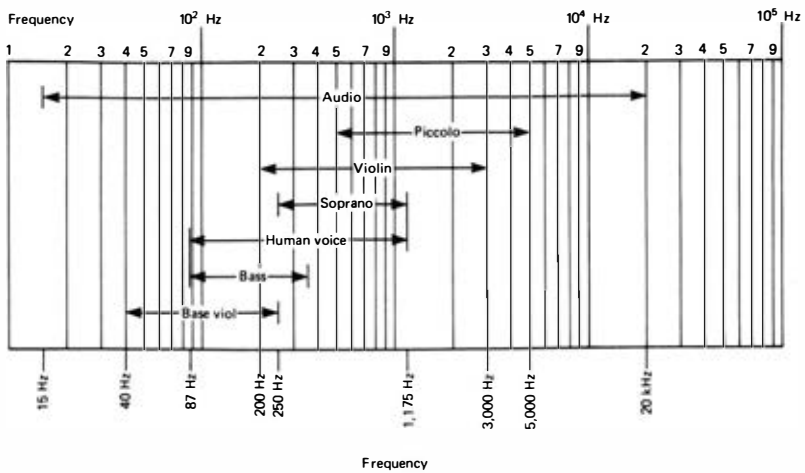 Frequency 10² Hz 10³ Hz 10⁴ Hz 10⁵ Hz
1 2 3 4 5 7 9 2 3 4 5 7 9 2 3 4 5 7 9 2 3 4 5 7 9
Audio
Piccolo
Violin
Soprano
Human voice
Bass
Base viol
15 Hz 40 Hz 87 Hz 200 Hz 250 Hz 1,175 Hz 3,000 Hz 5,000 Hz 20 kHz
Frequency